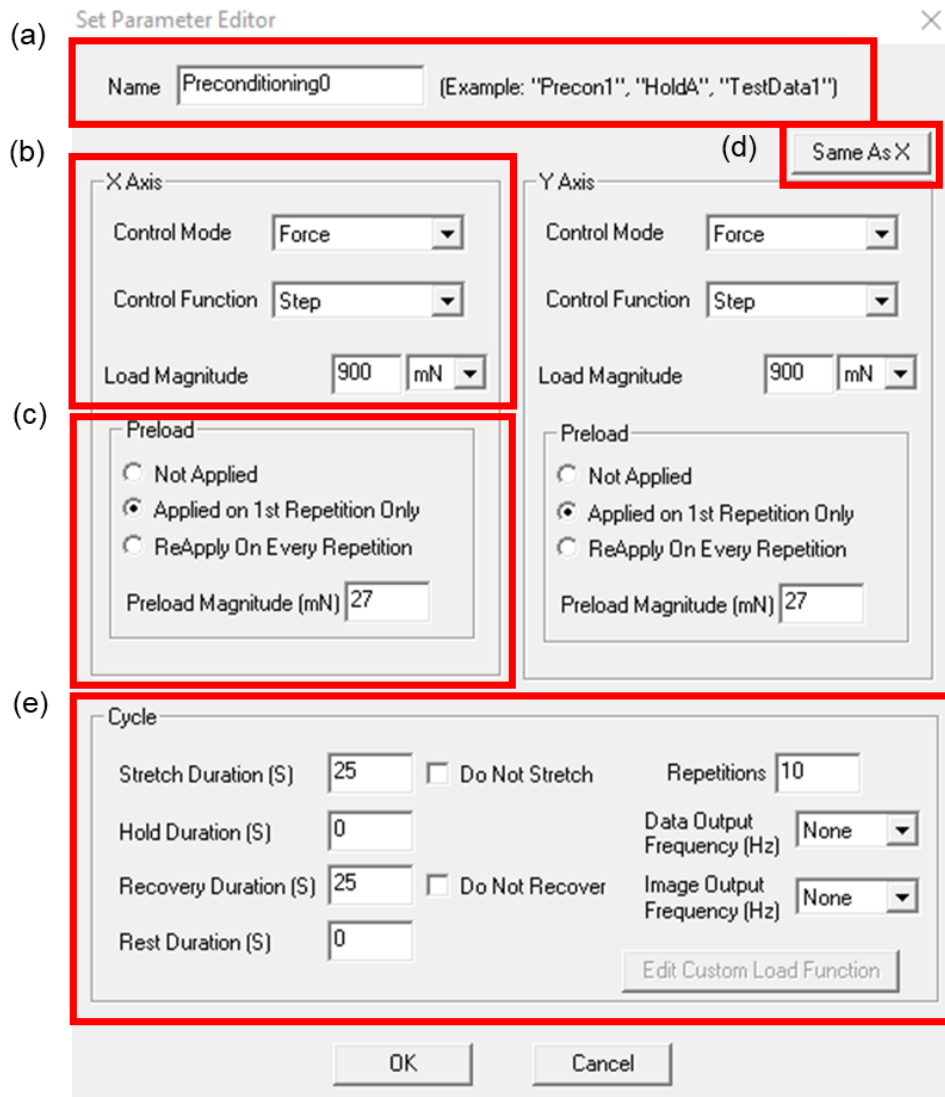 Set Parameter Editor
(a)
Name Preconditioning0 (Example: "Precon1", "HoldA", "TestData1")
(b)
(d)
Same As X
X Axis
Control Mode Force
Control Function Step
Load Magnitude 900 mN
(c)
Preload
Not Applied
Applied on 1st Repetition Only
ReApply On Every Repetition
Preload Magnitude (mN) 27
Y Axis
Control Mode Force
Control Function Step
Load Magnitude 900 mN
Preload
Not Applied
Applied on 1st Repetition Only
ReApply On Every Repetition
Preload Magnitude (mN) 27
(e)
Cycle
Stretch Duration (S) 25 Do Not Stretch
Hold Duration (S) 0
Recovery Duration (S) 25 Do Not Recover
Rest Duration (S) 0
Repetitions 10
Data Output
Frequency (Hz) None
Image Output
Frequency (Hz) None
Edit Custom Load Function
OK Cancel